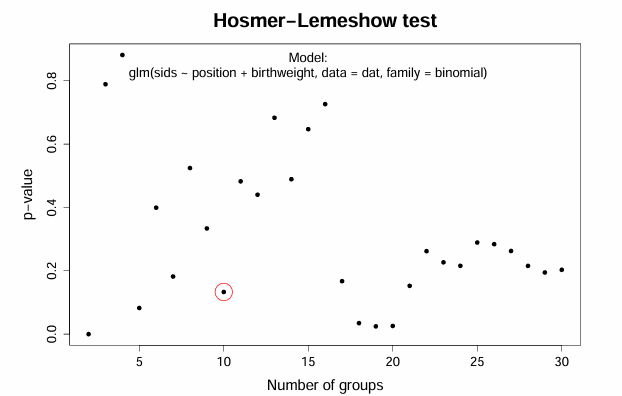 Hosmer−Lemeshow test
Model:
glm(sids ~ position + birthweight, data = dat, family = binomial)
p−value
0.8
0.6
0.4
0.2
0.0
5 10 15 20 25 30
Number of groups